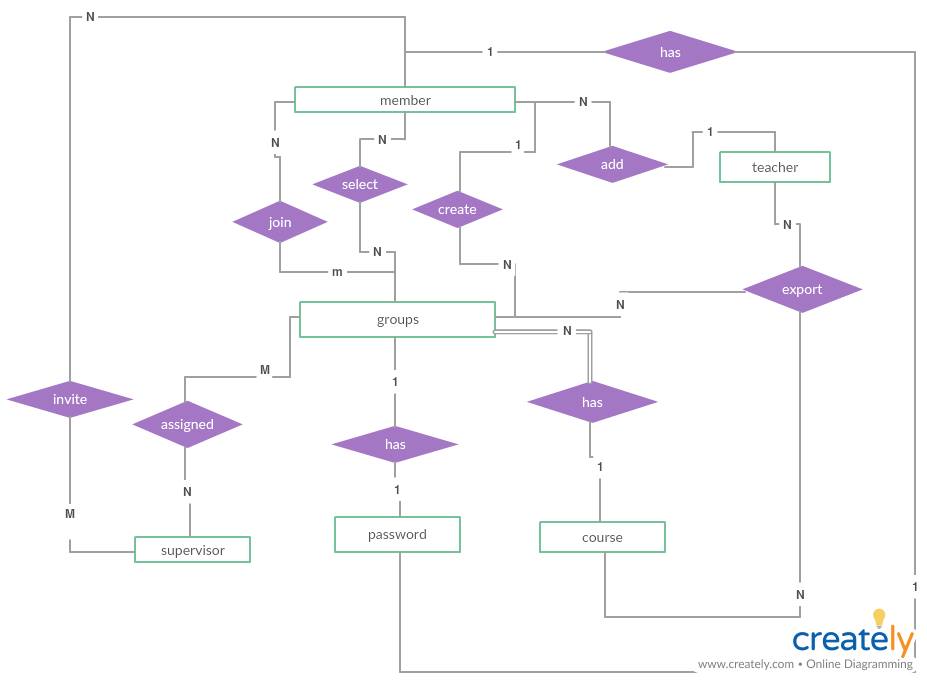 N
1
has
member
N
N
N
1
1
add
teacher
select
join
create
N
N
N
m
export
N
groups
N
M
1
invite
assigned
has
has
1
N
1
M
password
course
supervisor
1
N
creately
www.creately.com • Online Diagramming